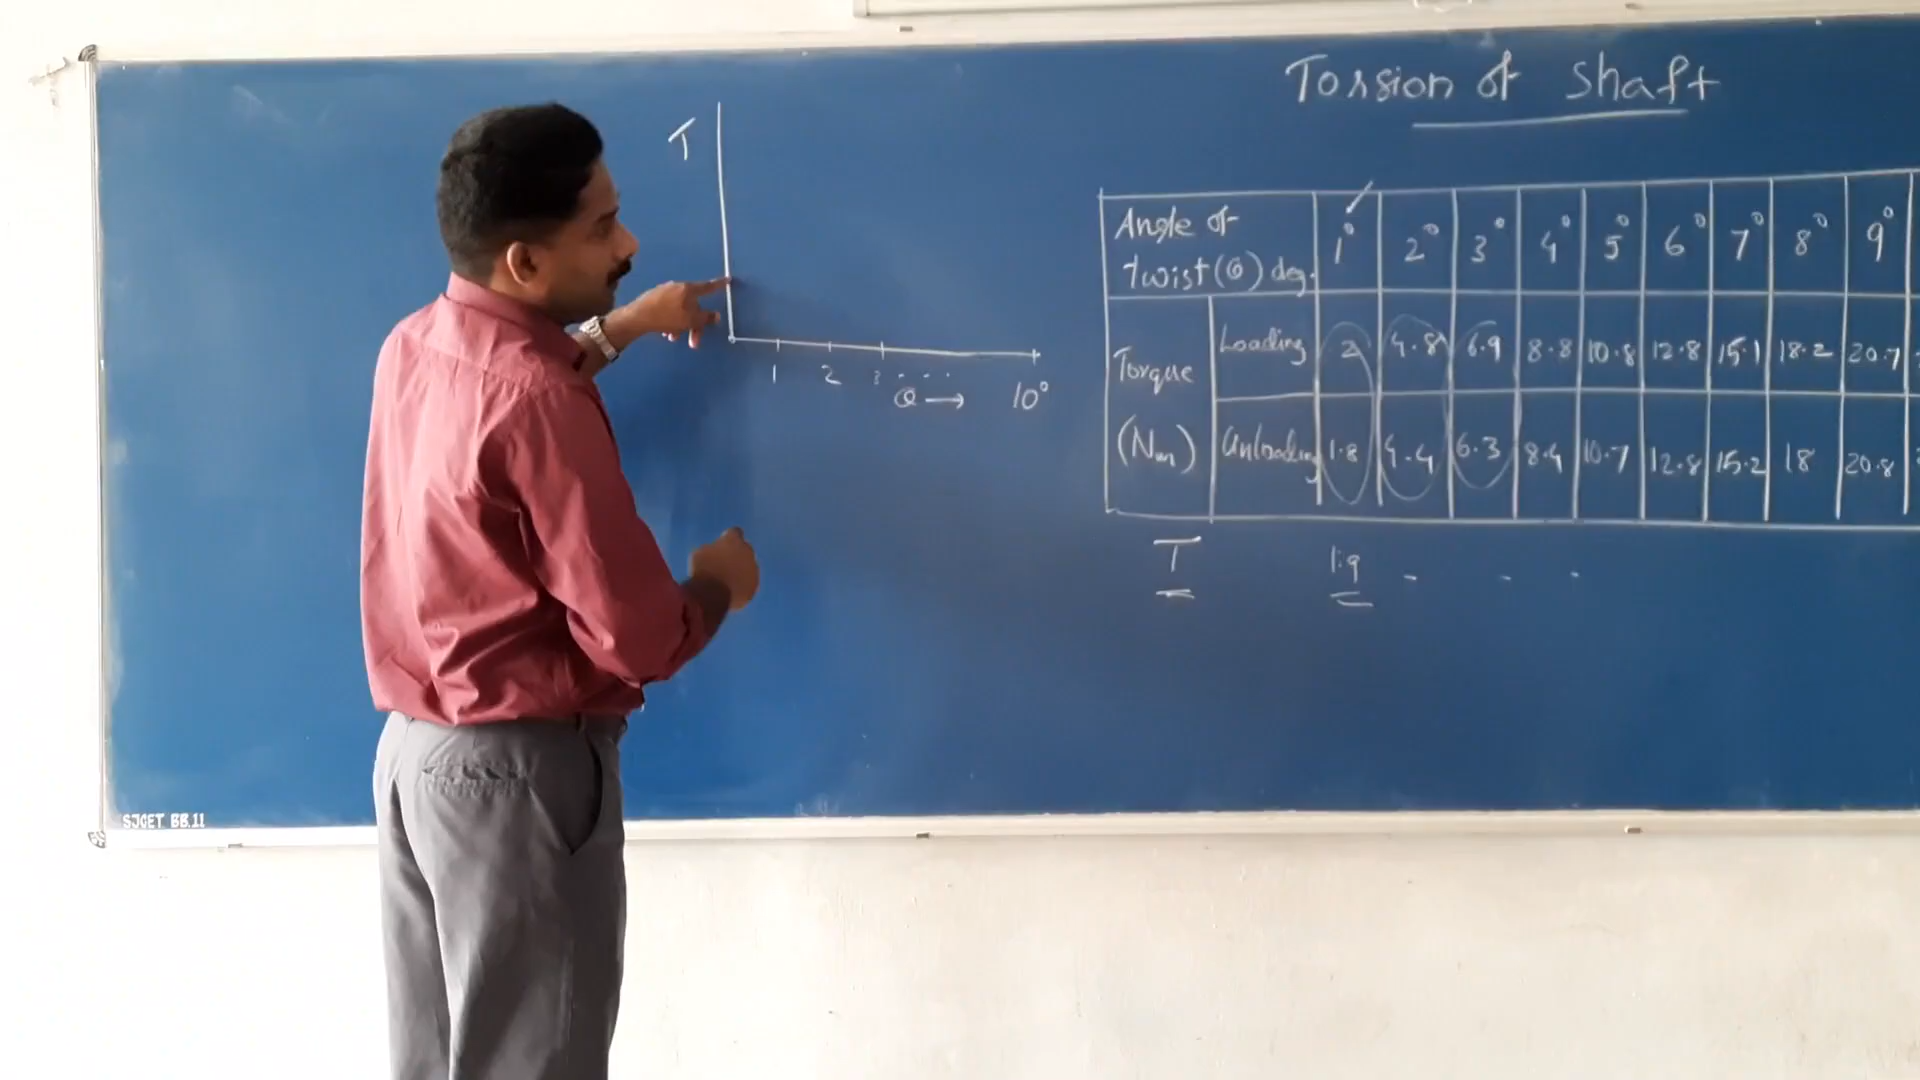 Torsion of Shaft
T
1 2 3 . . . 10°
θ →
Angle of twist(θ) deg. 1° 2° 3° 4° 5° 6° 7° 8° 9°
Torque (Nm)
Loading 2 4.8 6.9 8.8 10.8 12.8 15.1 18.2 20.7
Unloading 1.8 4.4 6.3 8.4 10.7 12.8 15.2 18 20.8
T 1.9 - - -
SJCET BB.11